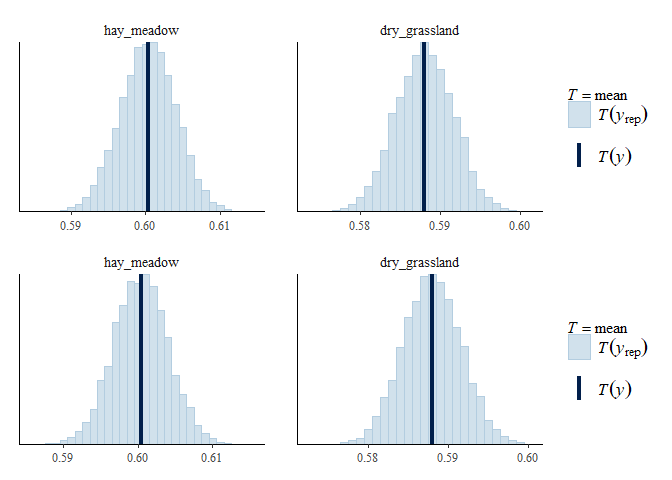 hay_meadow
dry_grassland
0.59 0.60 0.61
0.58 0.59 0.60
T = mean
T(yrep)
T(y)
hay_meadow
dry_grassland
0.59 0.60 0.61
0.58 0.59 0.60
T = mean
T(yrep)
T(y)